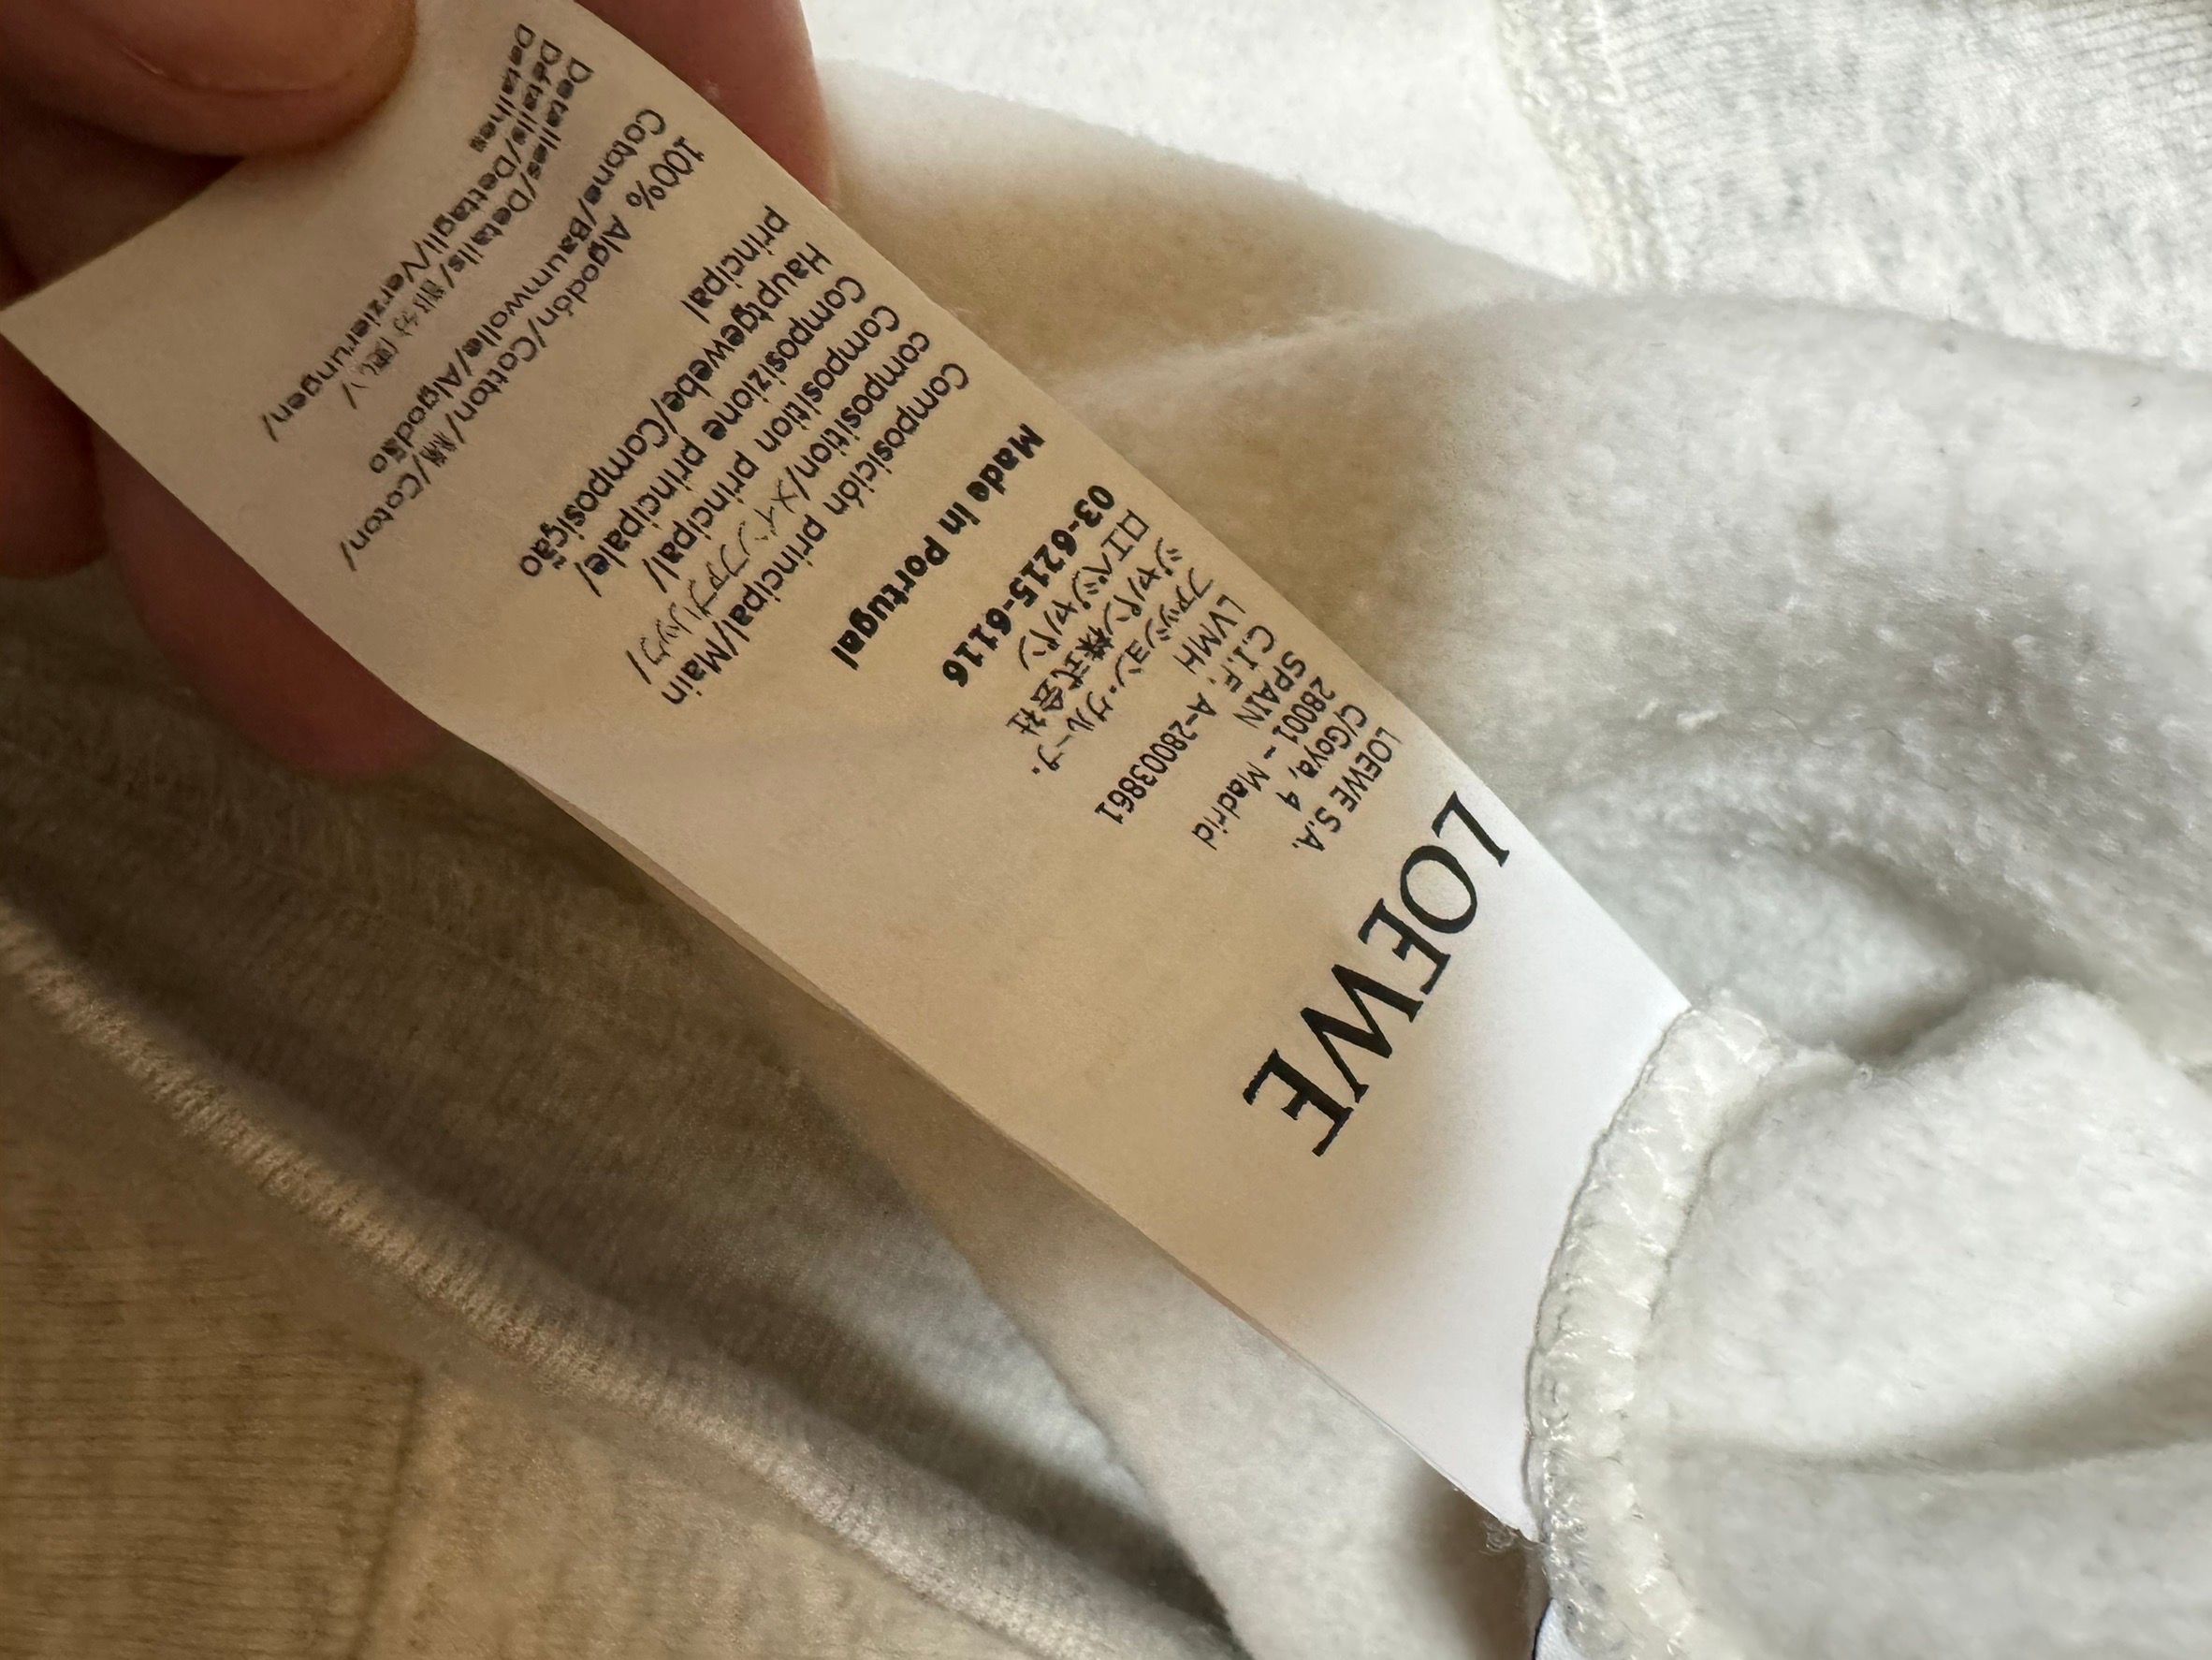 LOEWE
LOEWE S.A.
C/Goya, 4
28001 - Madrid
SPAIN
C.I.F. A-28003861
LVMH
ファッション・グループ.
ジャパン株式会社
ロエベジャパン
03-6215-6116
Made in Portugal
Composición principal/Main
composition/メインファブリック/
Composition principal/
Composizione principale/
Hauptgewebe/Composição
principal
100% Algodón/Cotton/綿/Coton/
Cotone/Baumwolle/Algodão
Detalles/Details/部分使い/
Détails/Dettagli/Verzierungen/
Detalhes